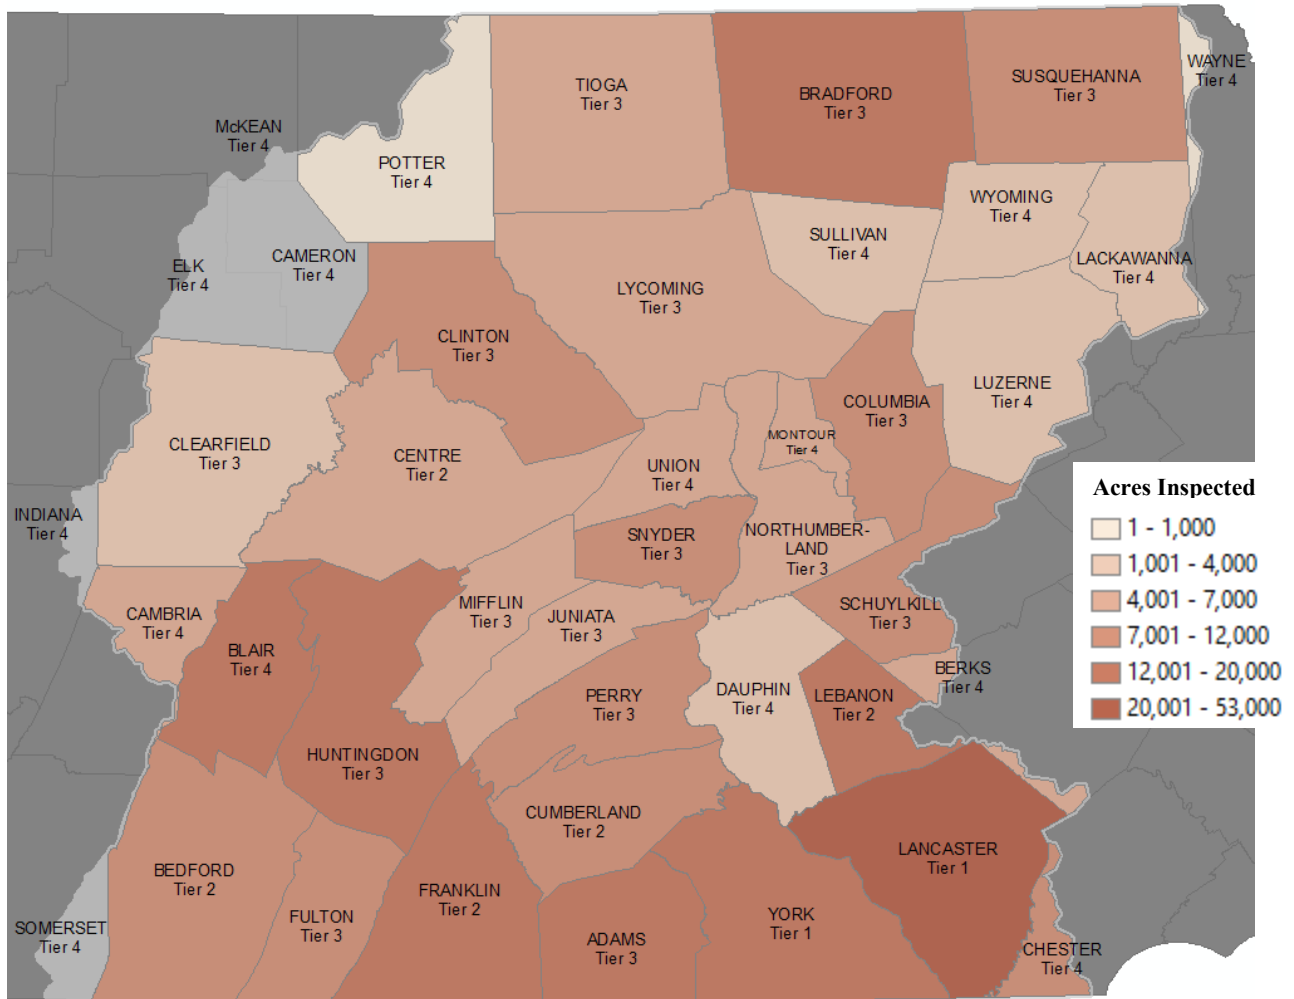 TIOGA
Tier 3
BRADFORD
Tier 3
SUSQUEHANNA
Tier 3
WAYNE
Tier 4
McKEAN
Tier 4
POTTER
Tier 4
WYOMING
Tier 4
SULLIVAN
Tier 4
LACKAWANNA
Tier 4
ELK
Tier 4
CAMERON
Tier 4
LYCOMING
Tier 3
CLINTON
Tier 3
LUZERNE
Tier 4
COLUMBIA
Tier 3
CLEARFIELD
Tier 3
CENTRE
Tier 2
MONTOUR
Tier 4
UNION
Tier 4
INDIANA
Tier 4
SNYDER
Tier 3
NORTHUMBER-
LAND
Tier 3
Acres Inspected
1 - 1,000
1,001 - 4,000
4,001 - 7,000
7,001 - 12,000
12,001 - 20,000
20,001 - 53,000
CAMBRIA
Tier 4
MIFFLIN
Tier 3
JUNIATA
Tier 3
SCHUYLKILL
Tier 3
BLAIR
Tier 4
BERKS
Tier 4
PERRY
Tier 3
DAUPHIN
Tier 4
LEBANON
Tier 2
HUNTINGDON
Tier 3
CUMBERLAND
Tier 2
LANCASTER
Tier 1
BEDFORD
Tier 2
FRANKLIN
Tier 2
FULTON
Tier 3
YORK
Tier 1
SOMERSET
Tier 4
ADAMS
Tier 3
CHESTER
Tier 4